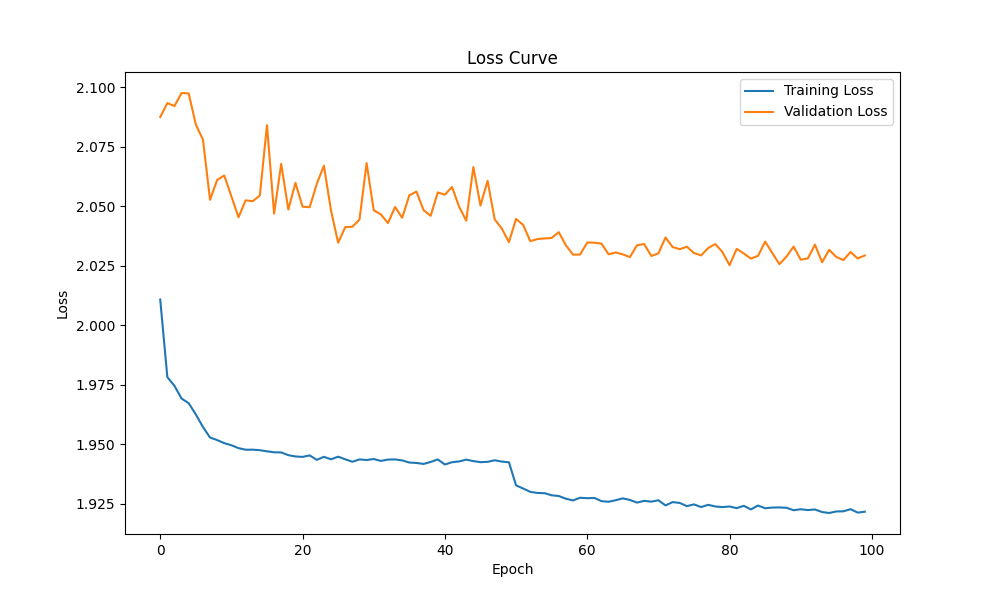 Loss Curve
Training Loss
Validation Loss
2.100
2.075
2.050
2.025
2.000
1.975
1.950
1.925
Loss
0 20 40 60 80 100
Epoch